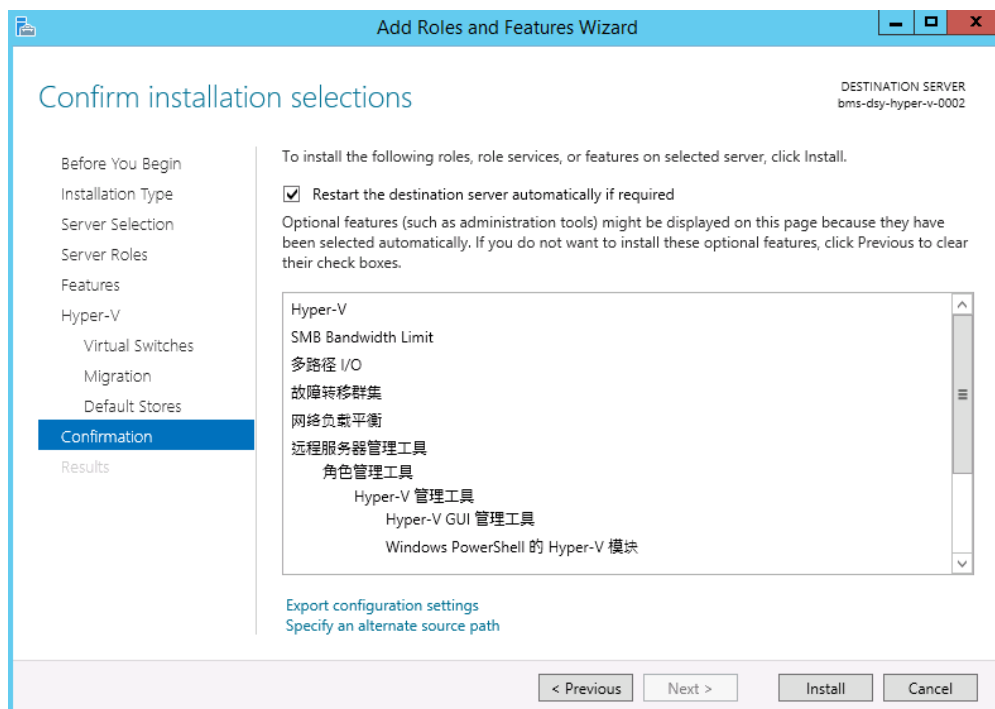 Add Roles and Features Wizard
Confirm installation selections
DESTINATION SERVER
bms-dsy-hyper-v-0002
Before You Begin
Installation Type
Server Selection
Server Roles
Features
Hyper-V
Virtual Switches
Migration
Default Stores
Confirmation
Results
To install the following roles, role services, or features on selected server, click Install.
Restart the destination server automatically if required
Optional features (such as administration tools) might be displayed on this page because they have
been selected automatically. If you do not want to install these optional features, click Previous to clear
their check boxes.
Hyper-V
SMB Bandwidth Limit
多路径 I/O
故障转移群集
网络负载平衡
远程服务器管理工具
角色管理工具
Hyper-V 管理工具
Hyper-V GUI 管理工具
Windows PowerShell 的 Hyper-V 模块
Export configuration settings
Specify an alternate source path
< Previous
Next >
Install
Cancel